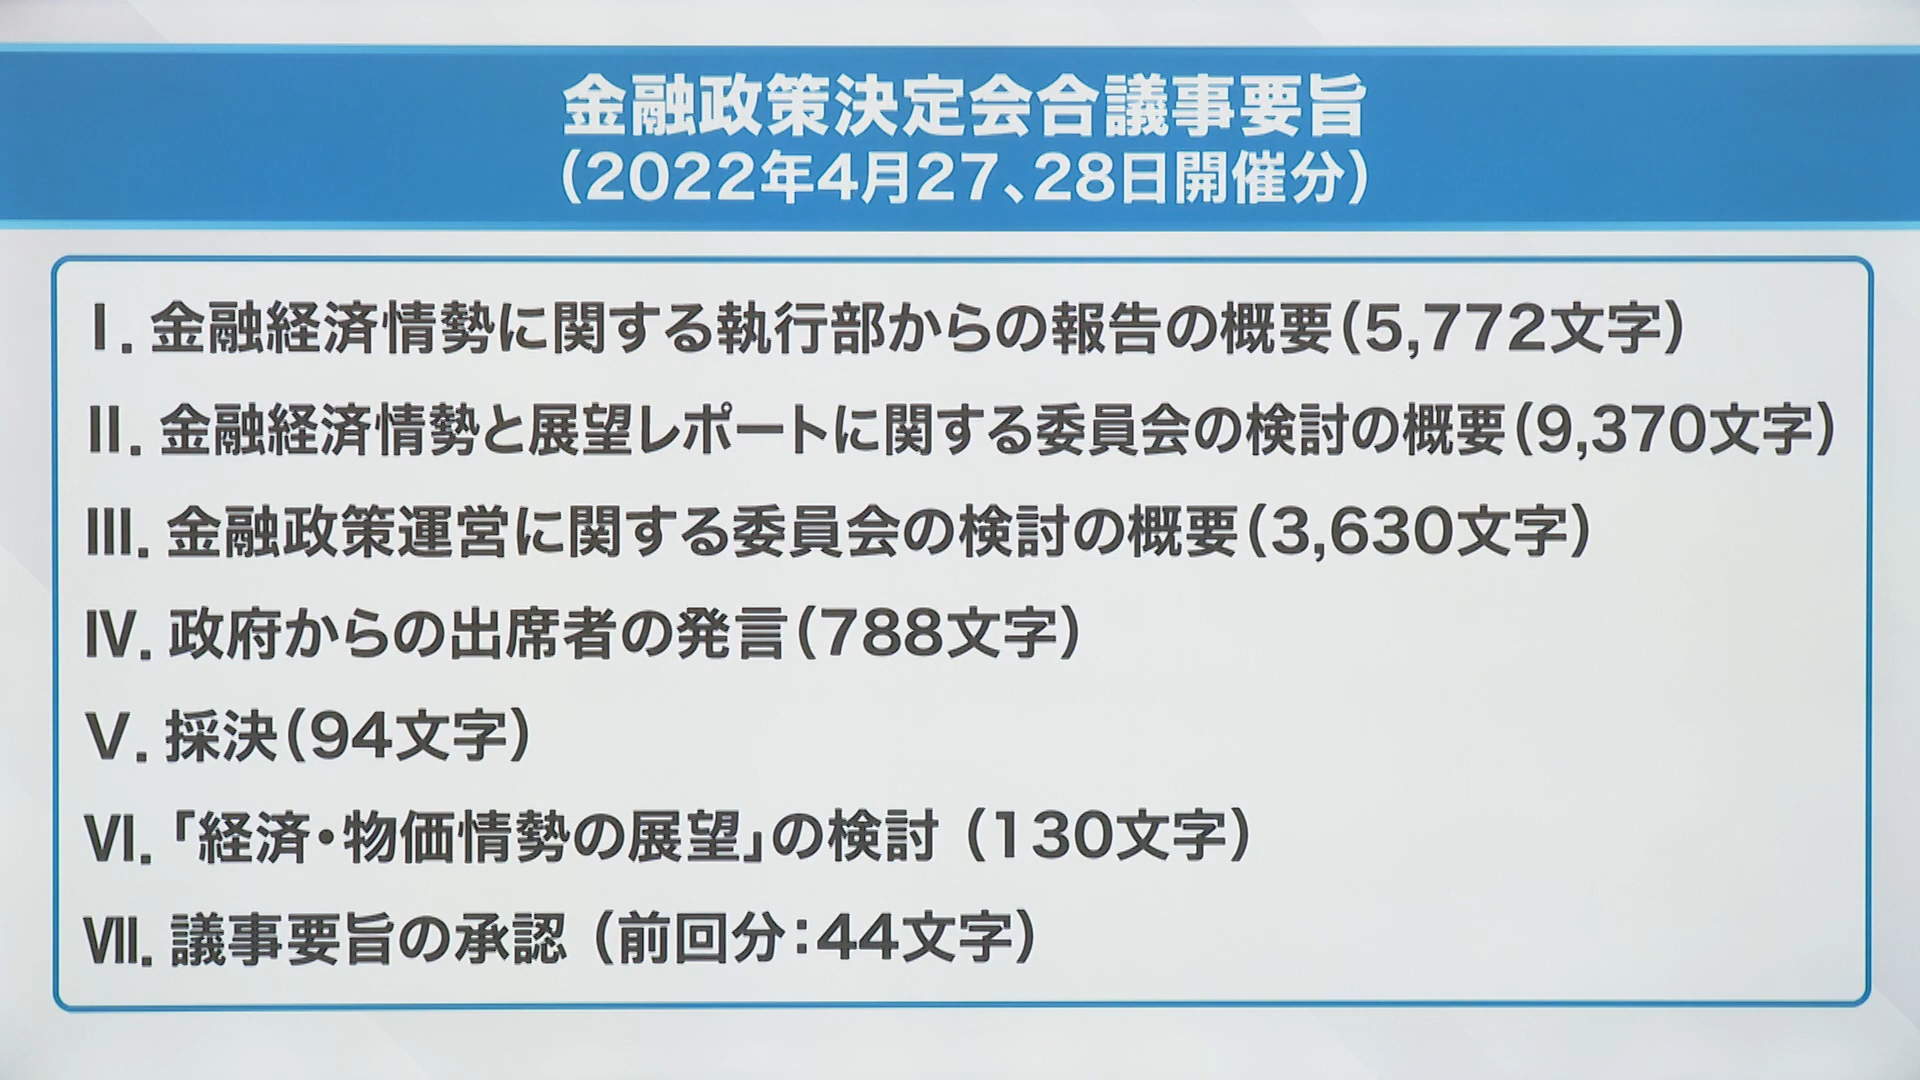 金融政策決定会合議事要旨
（2022年4月27、28日開催分）
Ⅰ. 金融経済情勢に関する執行部からの報告の概要（5,772文字）
Ⅱ. 金融経済情勢と展望レポートに関する委員会の検討の概要（9,370文字）
Ⅲ. 金融政策運営に関する委員会の検討の概要（3,630文字）
Ⅳ. 政府からの出席者の発言（788文字）
Ⅴ. 採決（94文字）
Ⅵ. 「経済・物価情勢の展望」の検討（130文字）
Ⅶ. 議事要旨の承認（前回分：44文字）